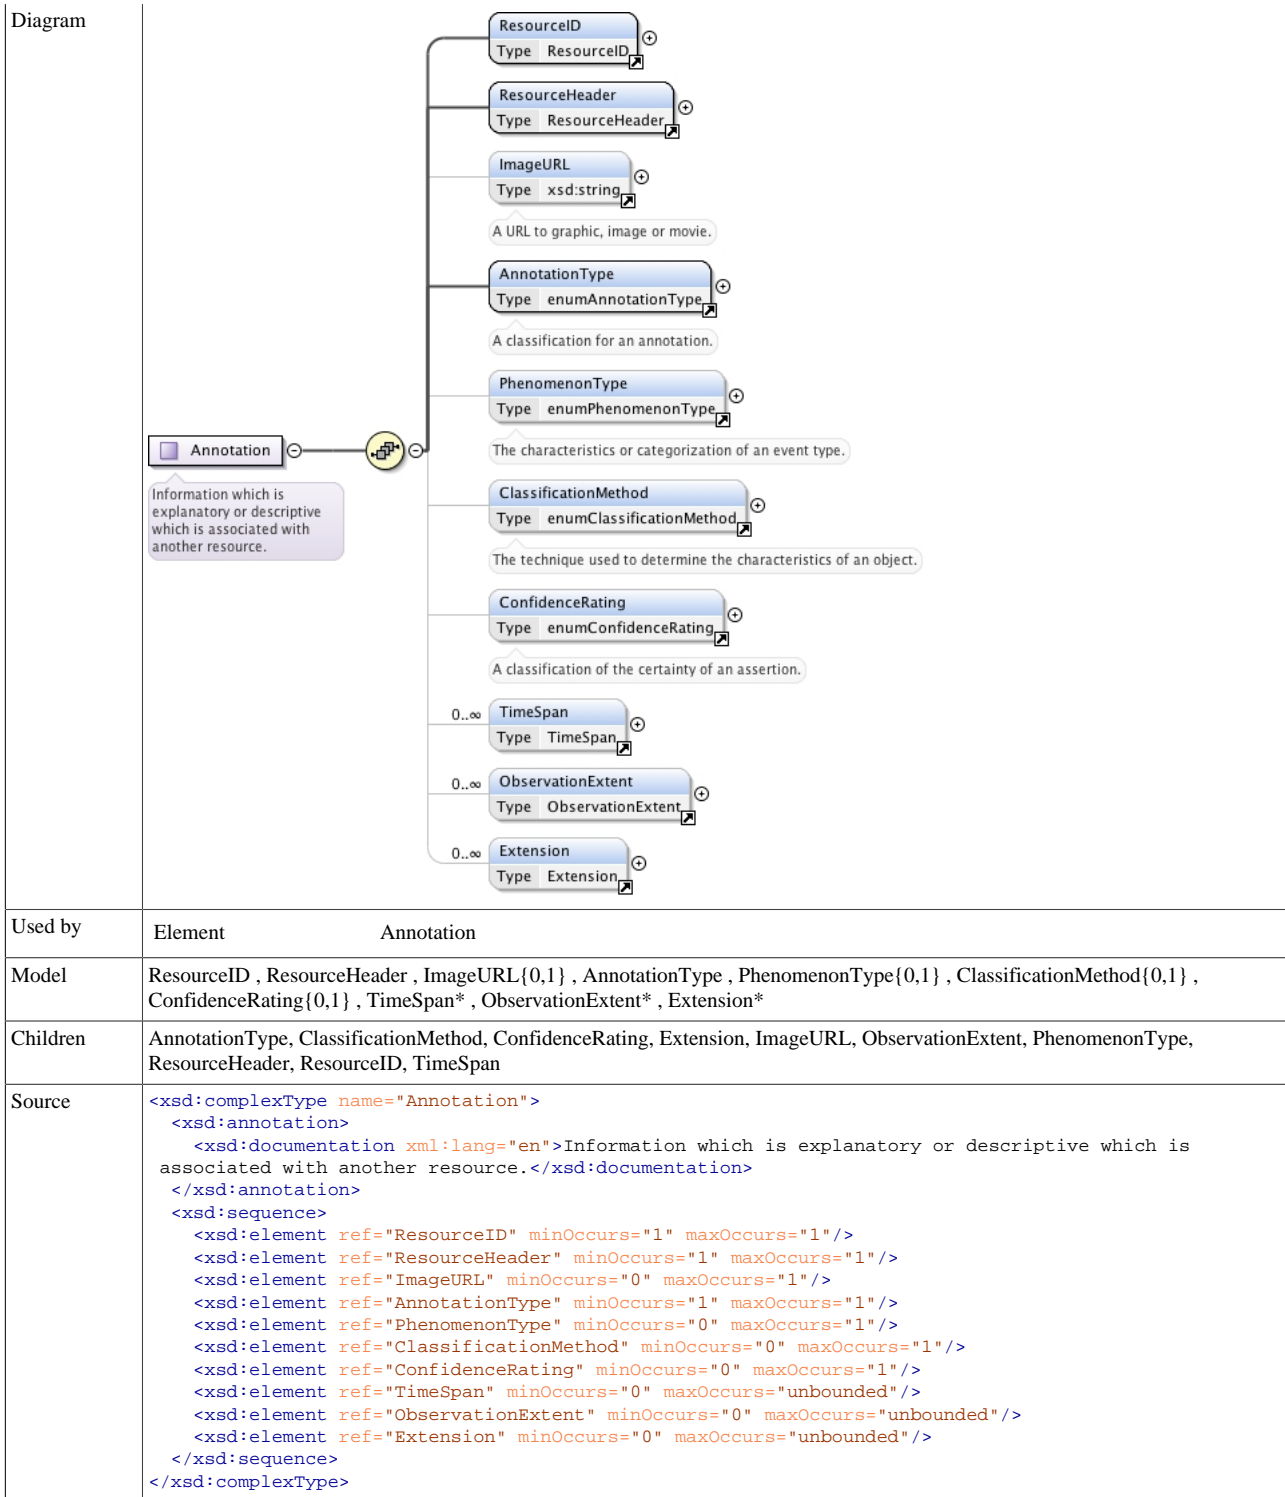 Diagram
ResourceID
Type ResourceID
ResourceHeader
Type ResourceHeader
ImageURL
Type xsd:string
A URL to graphic, image or movie.
AnnotationType
Type enumAnnotationType
A classification for an annotation.
PhenomenonType
Type enumPhenomenonType
Annotation
The characteristics or categorization of an event type.
Information which is
explanatory or descriptive
which is associated with
another resource.
ClassificationMethod
Type enumClassificationMethod
The technique used to determine the characteristics of an object.
ConfidenceRating
Type enumConfidenceRating
A classification of the certainty of an assertion.
0..∞ TimeSpan
Type TimeSpan
0..∞ ObservationExtent
Type ObservationExtent
0..∞ Extension
Type Extension
Used by Element Annotation
Model ResourceID , ResourceHeader , ImageURL{0,1} , AnnotationType , PhenomenonType{0,1} , ClassificationMethod{0,1} ,
ConfidenceRating{0,1} , TimeSpan* , ObservationExtent* , Extension*
Children AnnotationType, ClassificationMethod, ConfidenceRating, Extension, ImageURL, ObservationExtent, PhenomenonType,
ResourceHeader, ResourceID, TimeSpan
Source <xsd:complexType name="Annotation">
<xsd:annotation>
<xsd:documentation xml:lang="en">Information which is explanatory or descriptive which is
associated with another resource.</xsd:documentation>
</xsd:annotation>
<xsd:sequence>
<xsd:element ref="ResourceID" minOccurs="1" maxOccurs="1"/>
<xsd:element ref="ResourceHeader" minOccurs="1" maxOccurs="1"/>
<xsd:element ref="ImageURL" minOccurs="0" maxOccurs="1"/>
<xsd:element ref="AnnotationType" minOccurs="1" maxOccurs="1"/>
<xsd:element ref="PhenomenonType" minOccurs="0" maxOccurs="1"/>
<xsd:element ref="ClassificationMethod" minOccurs="0" maxOccurs="1"/>
<xsd:element ref="ConfidenceRating" minOccurs="0" maxOccurs="1"/>
<xsd:element ref="TimeSpan" minOccurs="0" maxOccurs="unbounded"/>
<xsd:element ref="ObservationExtent" minOccurs="0" maxOccurs="unbounded"/>
<xsd:element ref="Extension" minOccurs="0" maxOccurs="unbounded"/>
</xsd:sequence>
</xsd:complexType>